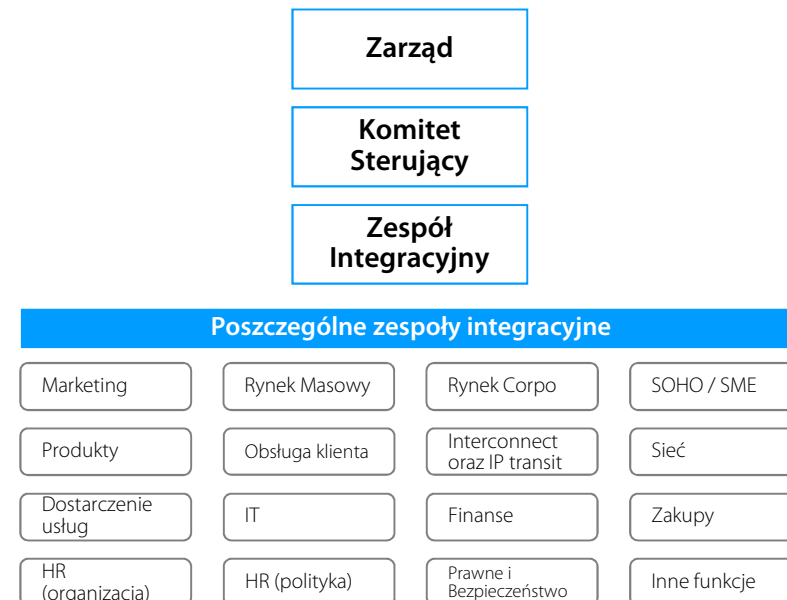 Zarząd
Komitet
Sterujący
Zespół
Integracyjny
Poszczególne zespoły integracyjne
Marketing
Rynek Masowy
Rynek Corpo
SOHO / SME
Produkty
Obsługa klienta
Interconnect
oraz IP transit
Sieć
Dostarczenie
usług
IT
Finanse
Zakupy
HR
(organizacja)
HR (polityka)
Prawne i
Bezpieczeństwo
Inne funkcje